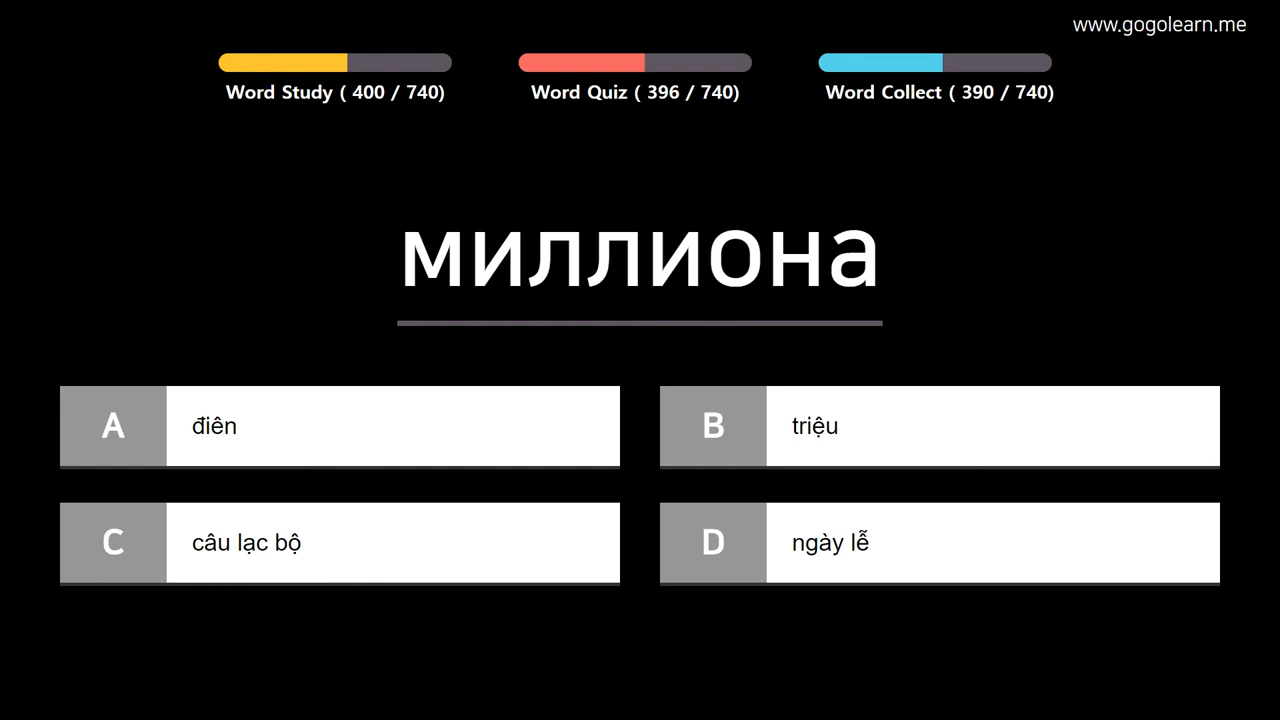 www.gogolearn.me
Word Study ( 400 / 740)
Word Quiz ( 396 / 740)
Word Collect ( 390 / 740)
миллиона
A điên
B triệu
C câu lạc bộ
D ngày lễ